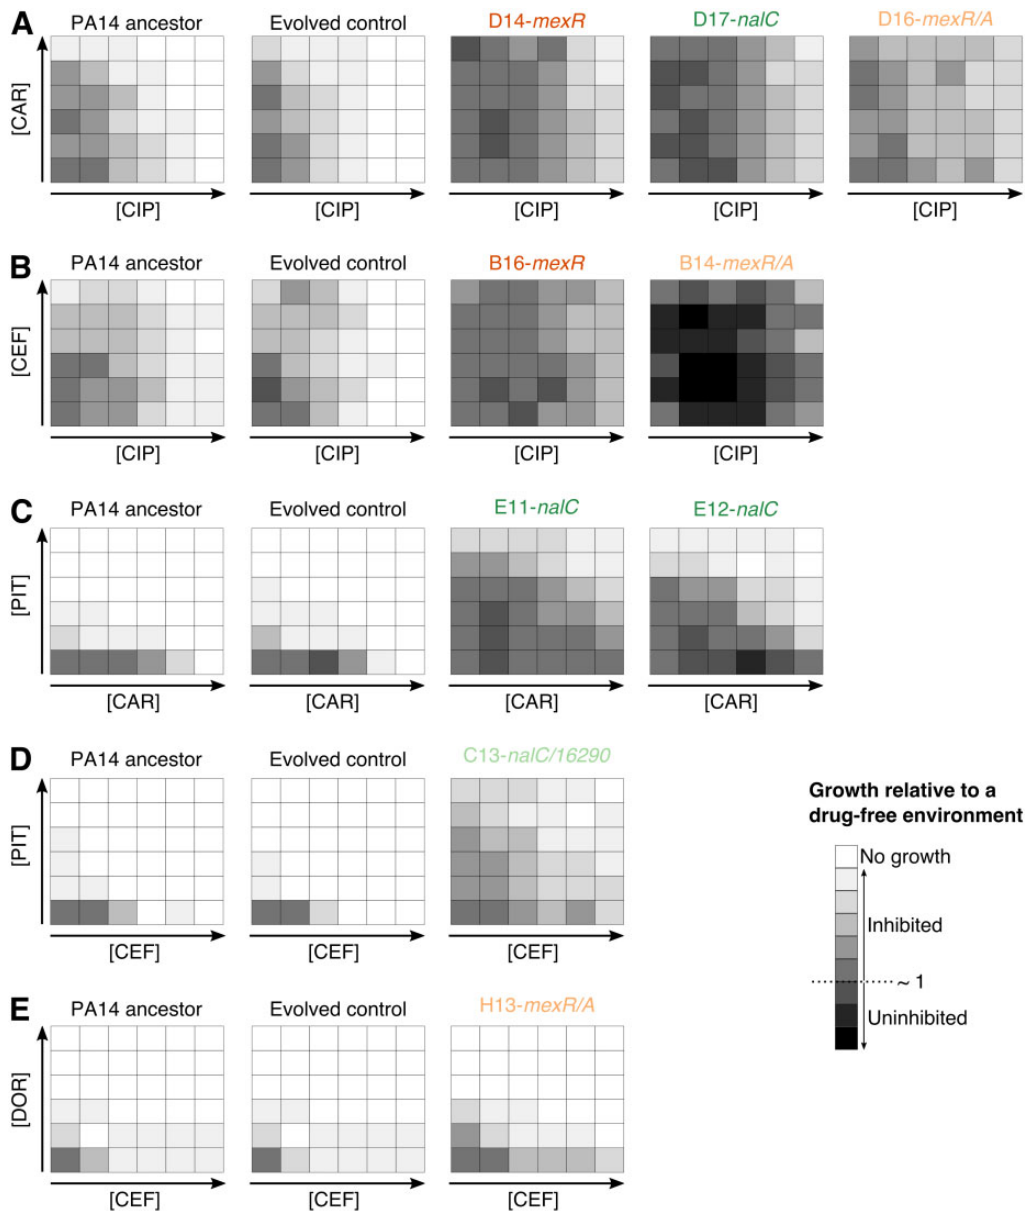 A
PA14 ancestor
Evolved control
D14-mexR
D17-nalC
D16-mexR/A
[CAR]
[CIP]
[CIP]
[CIP]
[CIP]
[CIP]
B
PA14 ancestor
Evolved control
B16-mexR
B14-mexR/A
[CEF]
[CIP]
[CIP]
[CIP]
[CIP]
C
PA14 ancestor
Evolved control
E11-nalC
E12-nalC
[PIT]
[CAR]
[CAR]
[CAR]
[CAR]
D
PA14 ancestor
Evolved control
C13-nalC/16290
[PIT]
[CEF]
[CEF]
[CEF]
Growth relative to a
drug-free environment
No growth
Inhibited
~ 1
Uninhibited
E
PA14 ancestor
Evolved control
H13-mexR/A
[DOR]
[CEF]
[CEF]
[CEF]